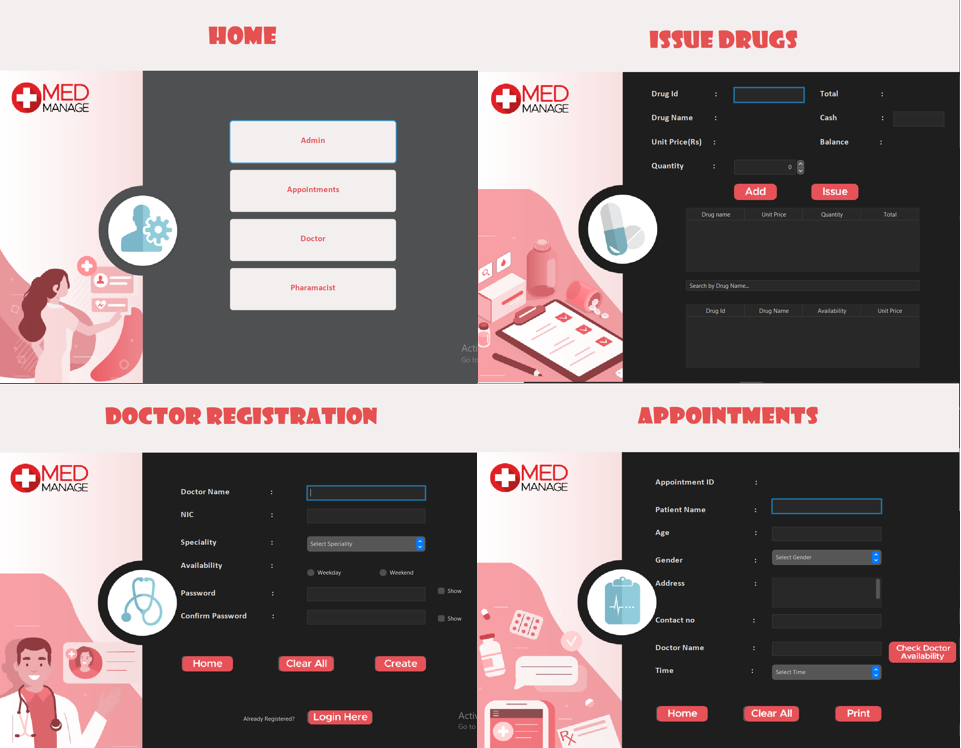 HOME
MED
MANAGE
Admin
Appointments
Doctor
Pharamacist
Acti
Go to
ISSUE DRUGS
MED
MANAGE
Drug Id :
Total :
Drug Name :
Cash :
Unit Price(Rs) :
Balance :
Quantity :
0
Add
Issue
Drug name Unit Price Quantity Total
Search by Drug Name...
Drug Id Drug Name Availability Unit Price
DOCTOR REGISTRATION
MED
MANAGE
Doctor Name :
NIC :
Speciality :
Select Speciality
Availability :
Weekday
Weekend
Password :
Show
Confirm Password :
Show
Home
Clear All
Create
Already Registered?
Login Here
Activ
Go to
APPOINTMENTS
MED
MANAGE
Appointment ID :
Patient Name :
Age :
Gender :
Select Gender
Address :
Contact no :
Doctor Name :
Check Doctor
Availability
Time :
Select Time
Home
Clear All
Print
Rx